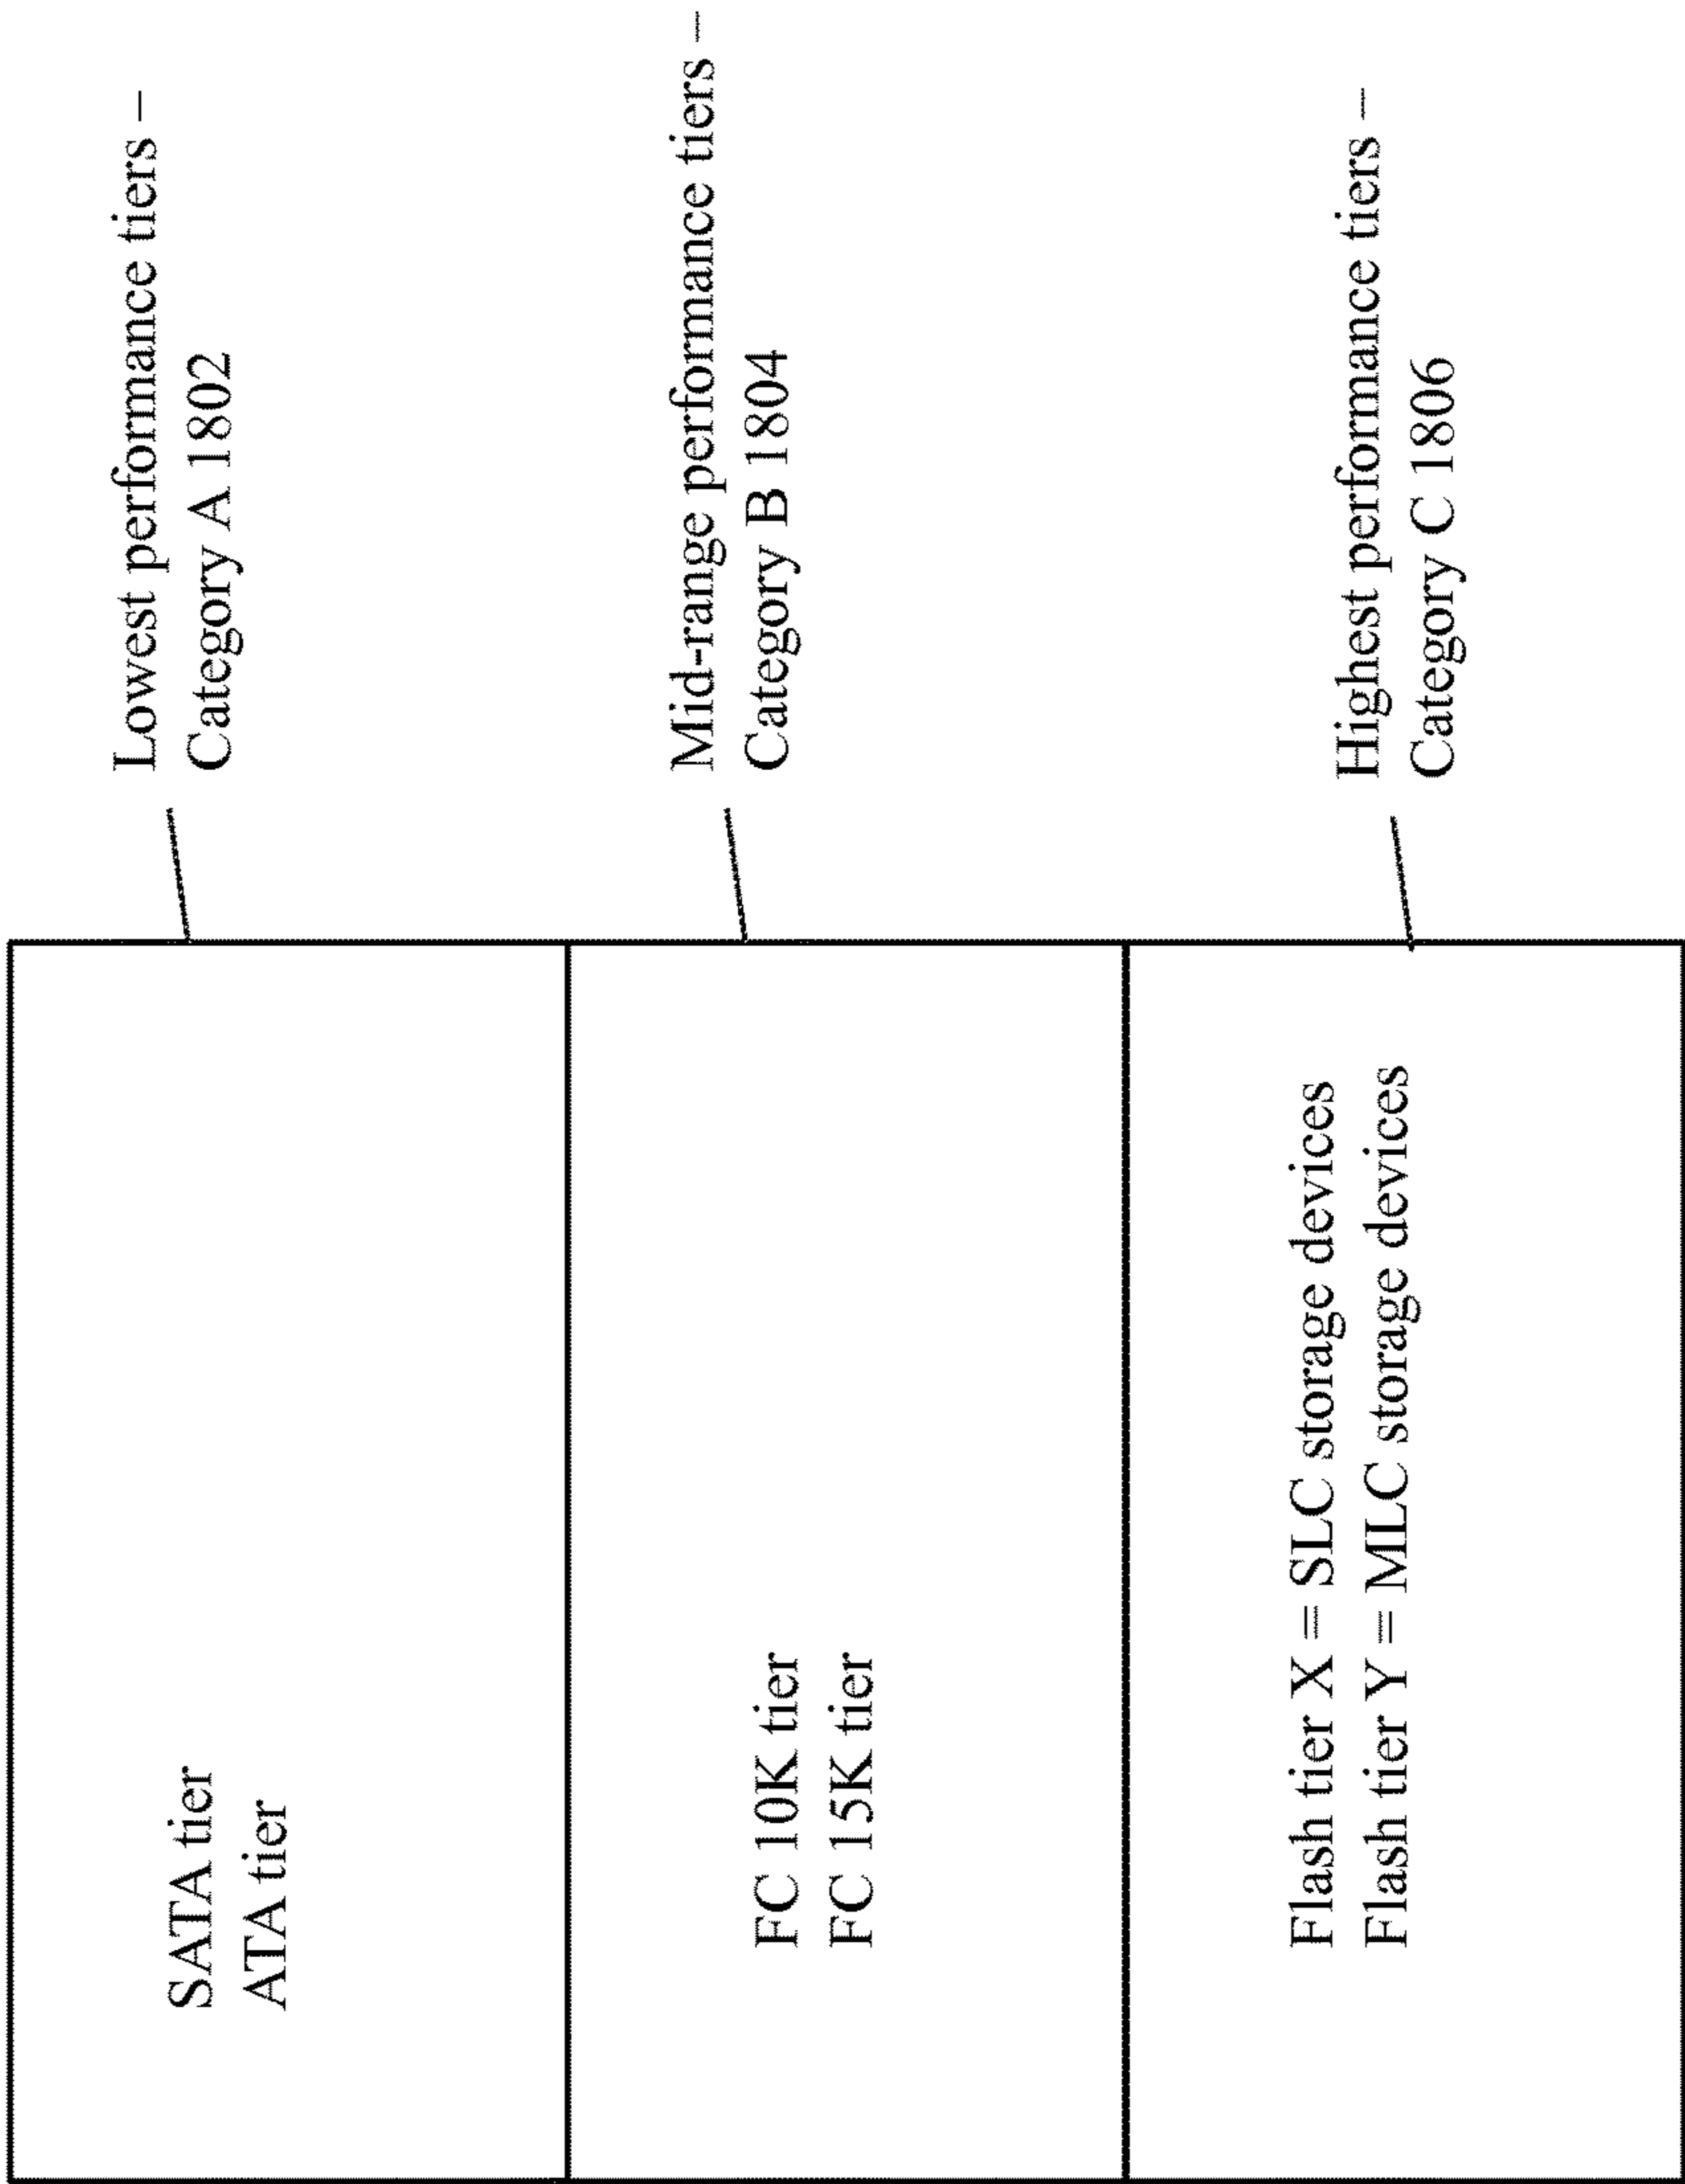 SATA tier
ATA tier
Lowest performance tiers –
Category A 1802
FC 10K tier
FC 15K tier
Mid-range performance tiers –
Category B 1804
Flash tier X = SLC storage devices
Flash tier Y = MLC storage devices
Highest performance tiers –
Category C 1806